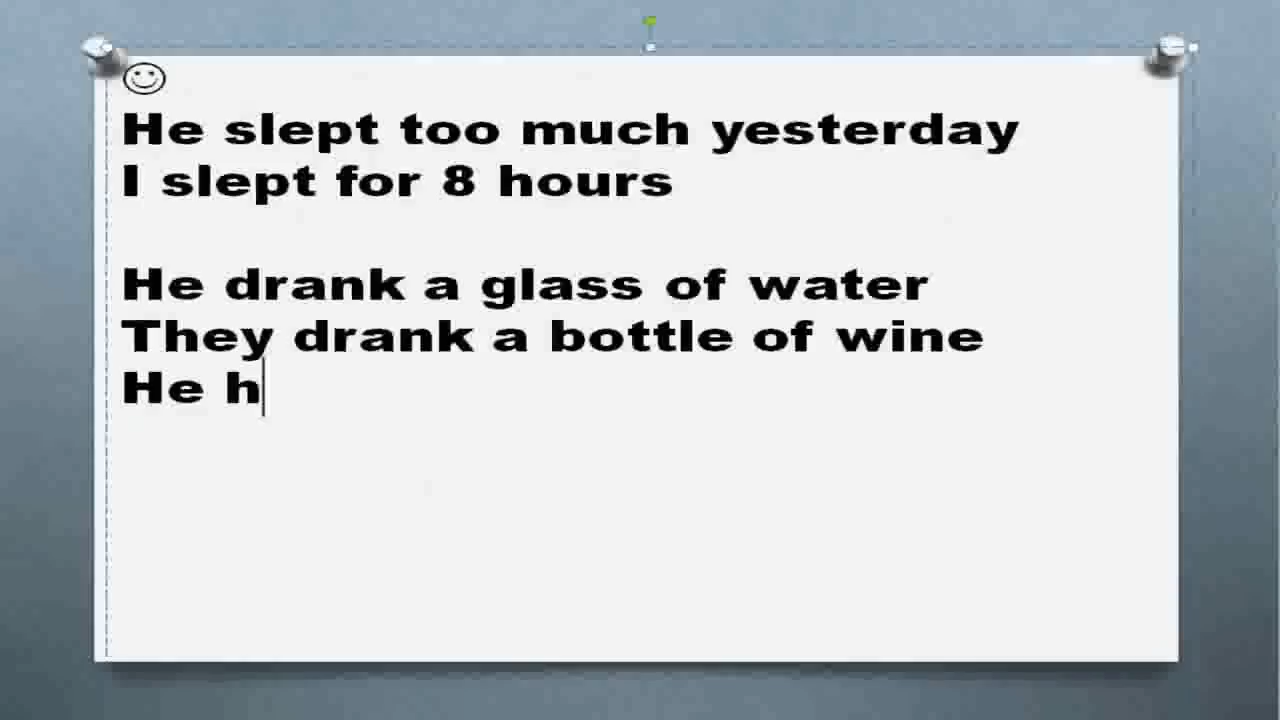 He slept too much yesterday
I slept for 8 hours
He drank a glass of water
They drank a bottle of wine
He h